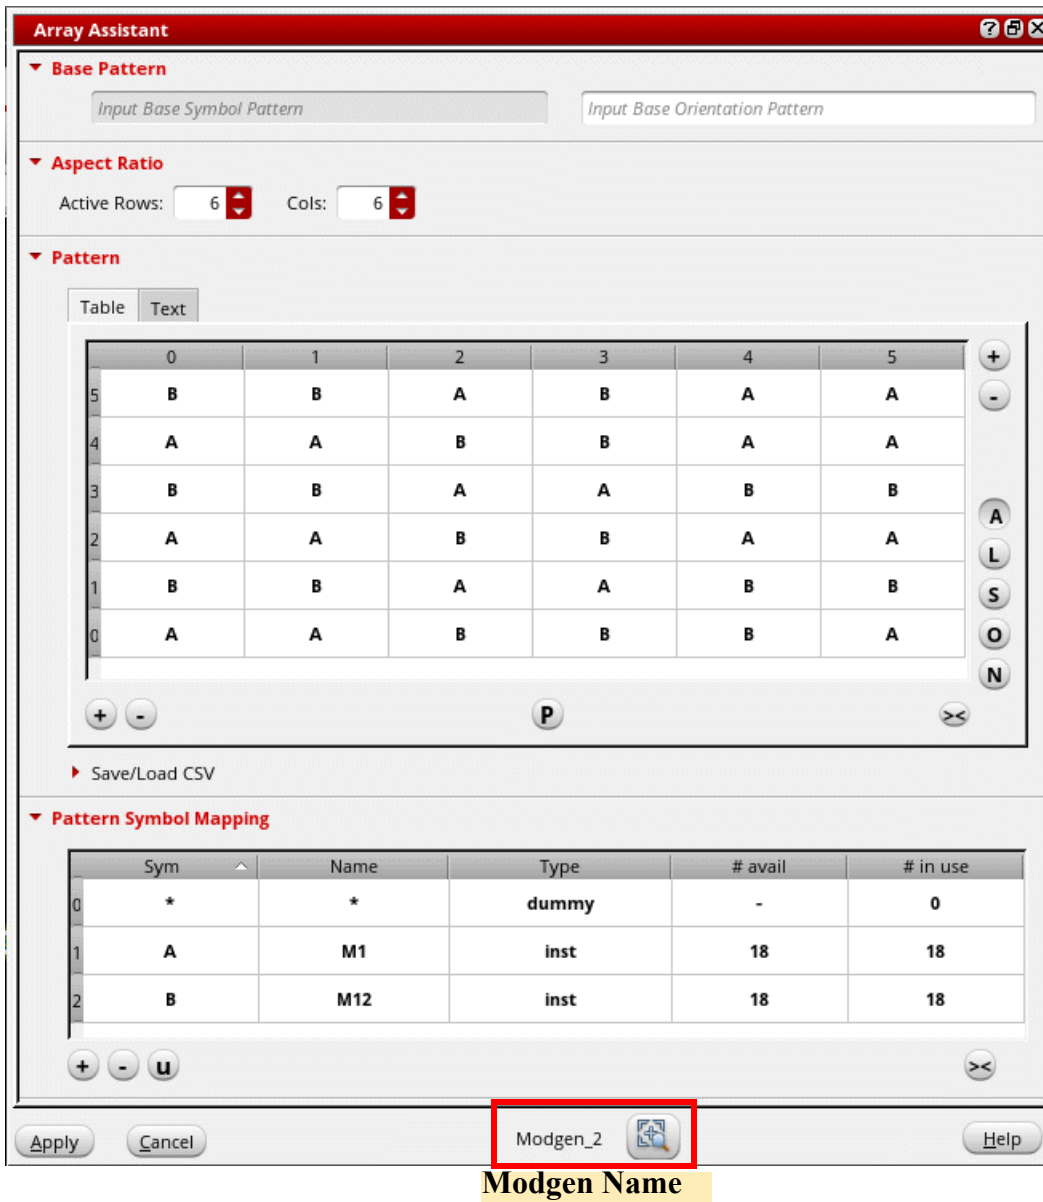 Array Assistant ? X
Base Pattern
Input Base Symbol Pattern Input Base Orientation Pattern
Aspect Ratio
Active Rows: 6 Cols: 6
Pattern
Table Text
0 1 2 3 4 5 +
5 B B A B A A -
4 A A B B A A
3 B B A A B B
A
2 A A B B A A
L
1 B B A A B B
S
0 A A B B B A
O
N
+ - P ><
Save/Load CSV
Pattern Symbol Mapping
Sym Name Type # avail # in use
0 * * dummy - 0
1 A M1 inst 18 18
2 B M12 inst 18 18
+ - u ><
Apply Cancel Modgen_2 Help
Modgen Name